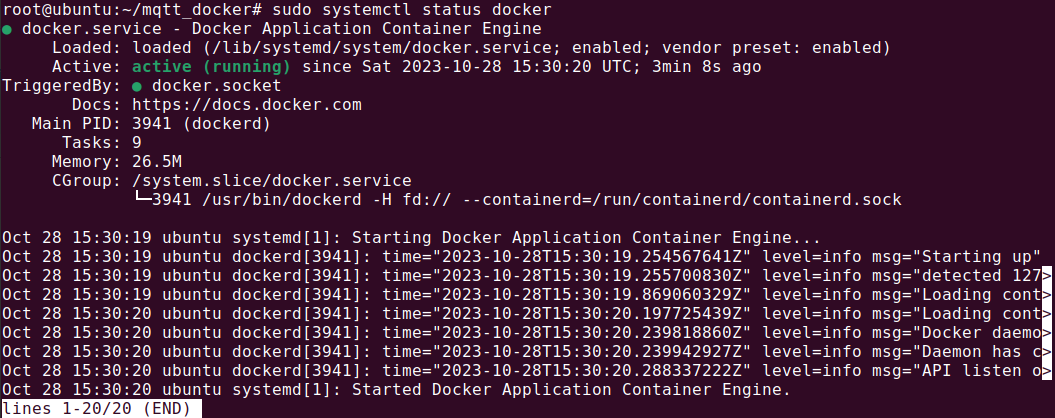 root@ubuntu:~/mqtt_docker# sudo systemctl status docker
● docker.service - Docker Application Container Engine
     Loaded: loaded (/lib/systemd/system/docker.service; enabled; vendor preset: enabled)
     Active: active (running) since Sat 2023-10-28 15:30:20 UTC; 3min 8s ago
TriggeredBy: ● docker.socket
       Docs: https://docs.docker.com
   Main PID: 3941 (dockerd)
      Tasks: 9
     Memory: 26.5M
     CGroup: /system.slice/docker.service
             └─3941 /usr/bin/dockerd -H fd:// --containerd=/run/containerd/containerd.sock
Oct 28 15:30:19 ubuntu systemd[1]: Starting Docker Application Container Engine...
Oct 28 15:30:19 ubuntu dockerd[3941]: time="2023-10-28T15:30:19.254567641Z" level=info msg="Starting up"
Oct 28 15:30:19 ubuntu dockerd[3941]: time="2023-10-28T15:30:19.255700830Z" level=info msg="detected 127>
Oct 28 15:30:19 ubuntu dockerd[3941]: time="2023-10-28T15:30:19.869060329Z" level=info msg="Loading cont>
Oct 28 15:30:20 ubuntu dockerd[3941]: time="2023-10-28T15:30:20.197725439Z" level=info msg="Loading cont>
Oct 28 15:30:20 ubuntu dockerd[3941]: time="2023-10-28T15:30:20.239818860Z" level=info msg="Docker daemo>
Oct 28 15:30:20 ubuntu dockerd[3941]: time="2023-10-28T15:30:20.239942927Z" level=info msg="Daemon has c>
Oct 28 15:30:20 ubuntu dockerd[3941]: time="2023-10-28T15:30:20.288337222Z" level=info msg="API listen o>
Oct 28 15:30:20 ubuntu systemd[1]: Started Docker Application Container Engine.
lines 1-20/20 (END)